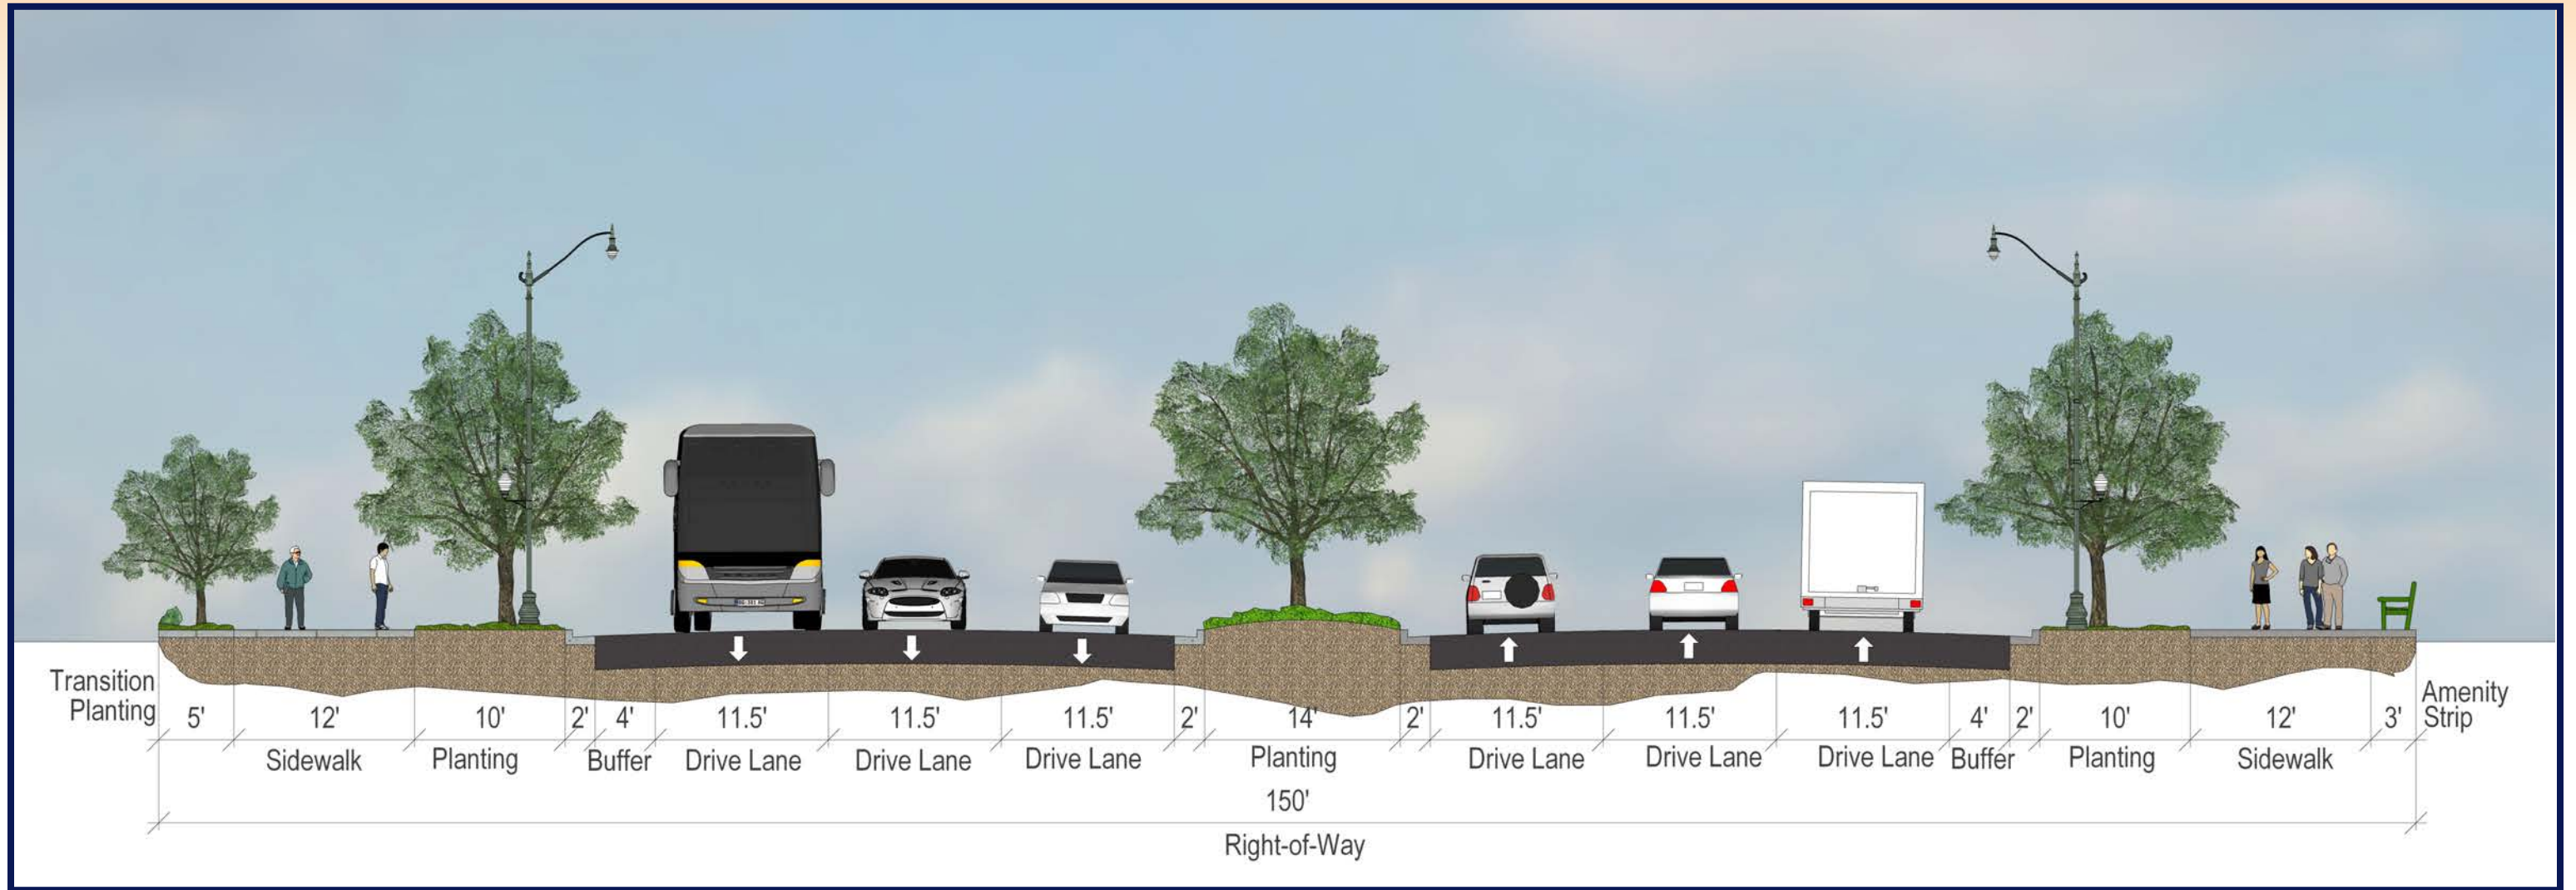 Transition
Planting
5' 12' 10' 2' 4' 11.5' 11.5' 11.5' 2' 14' 2' 11.5' 11.5' 11.5' 4' 2' 10' 12' 3'
Amenity
Strip
Sidewalk Planting Buffer Drive Lane Drive Lane Drive Lane Planting Drive Lane Drive Lane Drive Lane Buffer Planting Sidewalk
150'
Right-of-Way